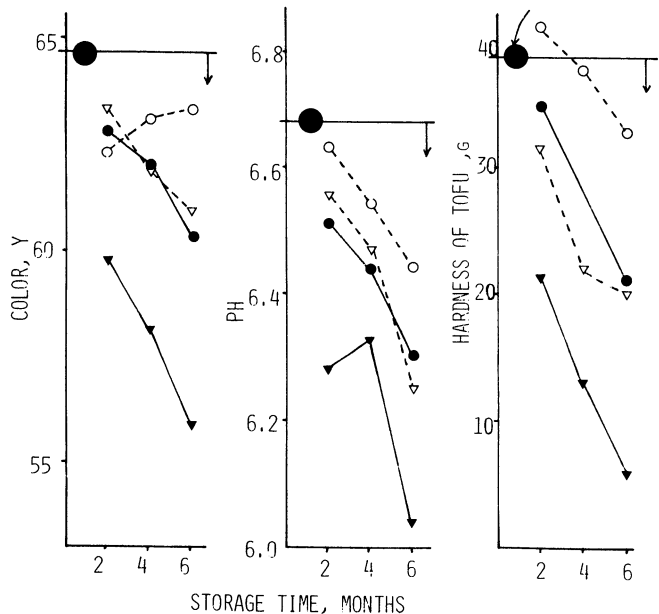 COLOR, Y
65
60
55
2 4 6
PH
6.8
6.6
6.4
6.2
6.0
2 4 6
HARDNESS OF TOFU ,G
40
30
20
10
2 4 6
STORAGE TIME, MONTHS